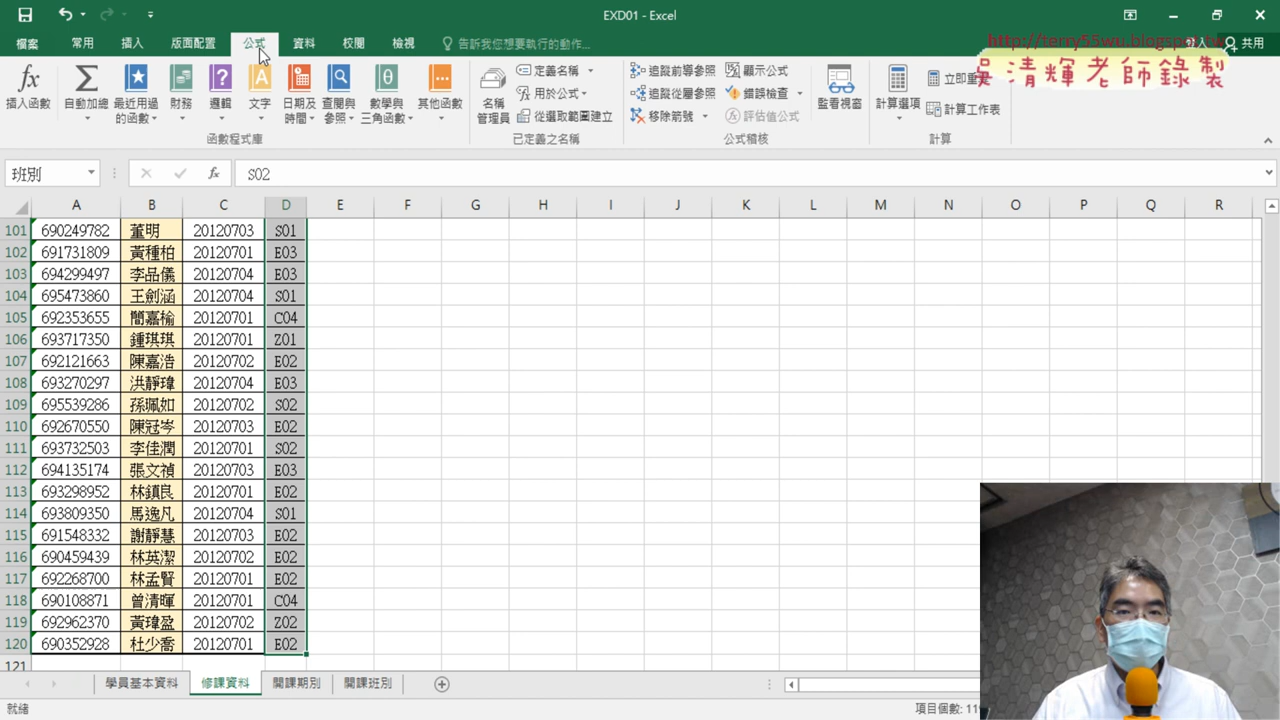 EXD01 - Excel
檔案 常用 插入 版面配置 公式 資料 校閱 檢視 告訴我您想要執行的動作... 登入 共用
http://terry55wu.blogspot.tw
吳清輝老師錄製
插入函數 自動加總 最近用過的函數 財務 邏輯 文字 日期及時間 查閱與參照 數學與三角函數 其他函數
函數程式庫
名稱管理員 定義名稱 用於公式 從選取範圍建立
已定義之名稱
追蹤前導參照 追蹤從屬參照 移除箭號 顯示公式 錯誤檢查 評估值公式 監看視窗
公式稽核
計算選項 立即重 計算工作表
計算
班別 fx S02
A B C D E F G H I J K L M N O P Q R
101 690249782 董明 20120703 S01
102 691731809 黃種柏 20120701 E03
103 694299497 李品儀 20120704 E03
104 695473860 王劍涵 20120704 S01
105 692353655 簡嘉榆 20120701 C04
106 693717350 鍾琪琪 20120701 Z01
107 692121663 陳嘉浩 20120702 E02
108 693270297 洪靜瑋 20120704 E03
109 695539286 孫珮如 20120702 S02
110 692670550 陳冠岑 20120703 E02
111 693732503 李佳潤 20120701 S02
112 694135174 張文禎 20120703 E03
113 693298952 林鎮良 20120701 E02
114 693809350 馬逸凡 20120704 S01
115 691548332 謝靜慧 20120703 E02
116 690459439 林英潔 20120702 E02
117 692268700 林孟賢 20120701 E02
118 690108871 曾清暉 20120701 C04
119 692962370 黃瑋盈 20120702 Z02
120 690352928 杜少喬 20120701 E02
121
學員基本資料 修課資料 開課期別 開課班別
就緒 項目個數: 11